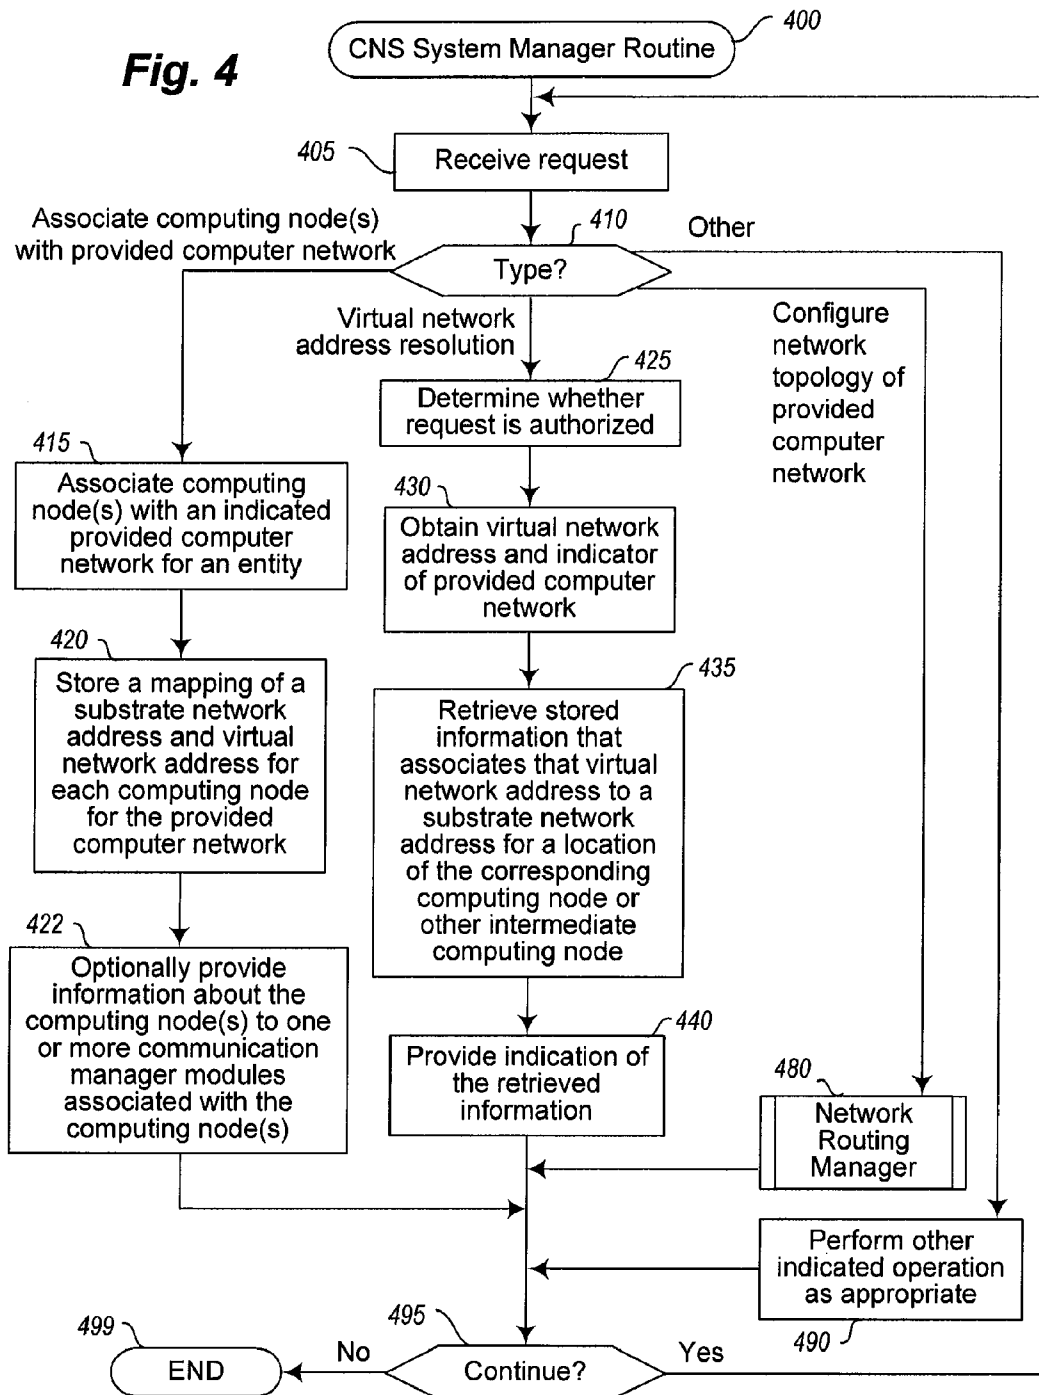 Fig. 4
CNS System Manager Routine
400
405
Receive request
Associate computing node(s)
with provided computer network
410
Type?
Other
Virtual network
address resolution
Configure
network
topology of
provided
computer
network
425
Determine whether
request is authorized
415
Associate computing
node(s) with an indicated
provided computer
network for an entity
430
Obtain virtual network
address and indicator
of provided computer
network
420
Store a mapping of a
substrate network
address and virtual
network address for
each computing node
for the provided
computer network
435
Retrieve stored
information that
associates that virtual
network address to a
substrate network
address for a location
of the corresponding
computing node or
other intermediate
computing node
422
Optionally provide
information about the
computing node(s) to one
or more communication
manager modules
associated with the
computing node(s)
440
Provide indication of
the retrieved
information
480
Network
Routing
Manager
Perform other
indicated operation
as appropriate
490
495
Continue?
No
Yes
499
END